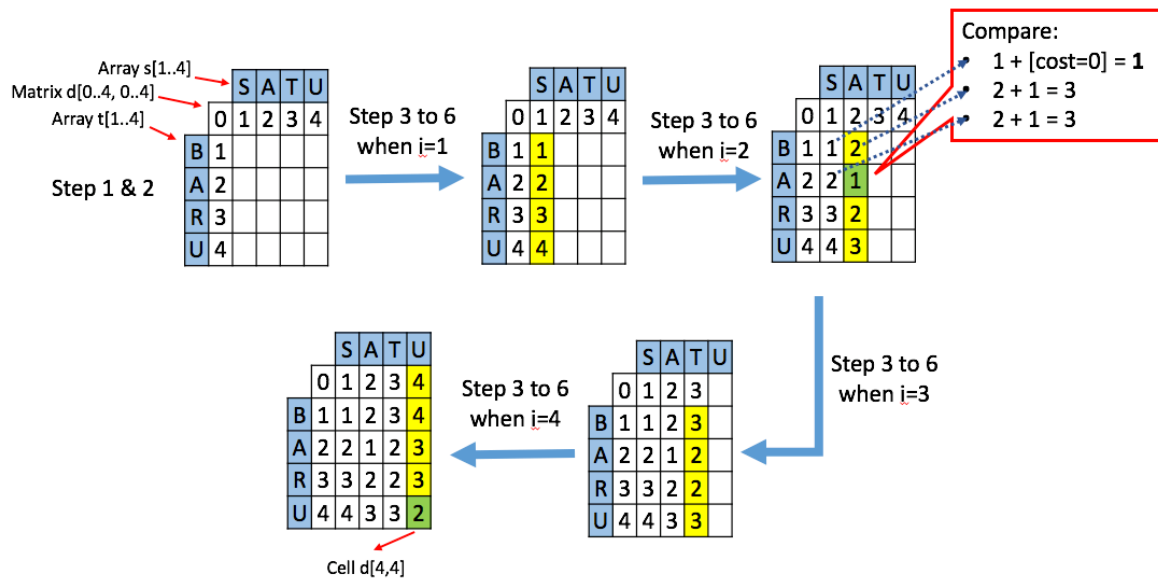 Array s[1..4]
Matrix d[0..4, 0..4]
Array t[1..4]
Step 1 & 2
S A T U
0 1 2 3 4
B 1
A 2
R 3
U 4
Step 3 to 6
when i=1
S A T U
0 1 2 3 4
B 1 1
A 2 2
R 3 3
U 4 4
Step 3 to 6
when i=2
S A T U
0 1 2 3 4
B 1 1 2
A 2 2 1
R 3 3 2
U 4 4 3
Compare:
• 1 + [cost=0] = 1
• 2 + 1 = 3
• 2 + 1 = 3
Step 3 to 6
when i=3
S A T U
0 1 2 3
B 1 1 2 3
A 2 2 1 2
R 3 3 2 2
U 4 4 3 3
Step 3 to 6
when i=4
S A T U
0 1 2 3 4
B 1 1 2 3 4
A 2 2 1 2 3
R 3 3 2 2 3
U 4 4 3 3 2
Cell d[4,4]